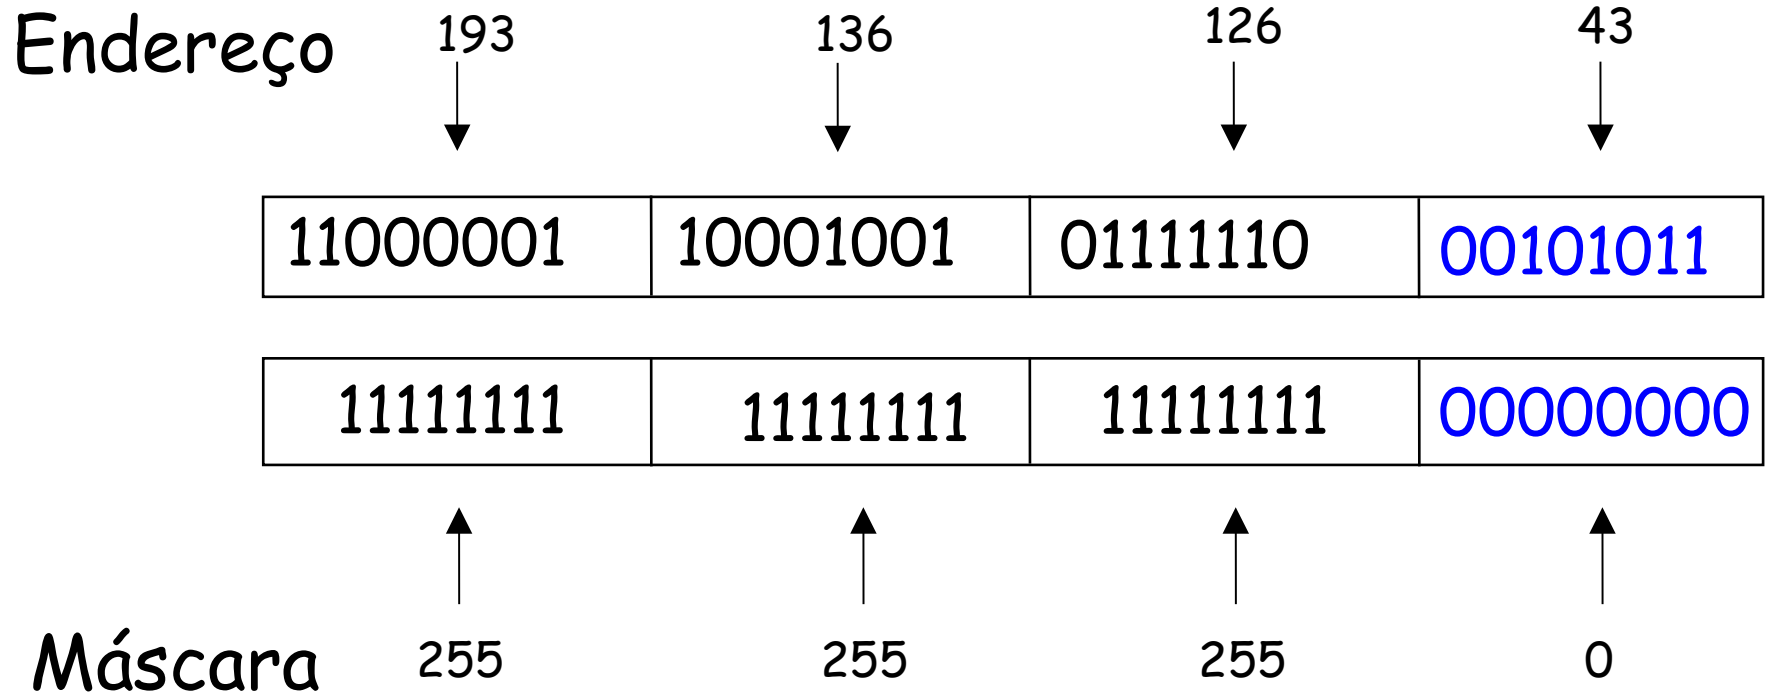 Endereço 193 136 126 43
11000001 10001001 01111110 00101011
11111111 11111111 11111111 00000000
Máscara 255 255 255 0